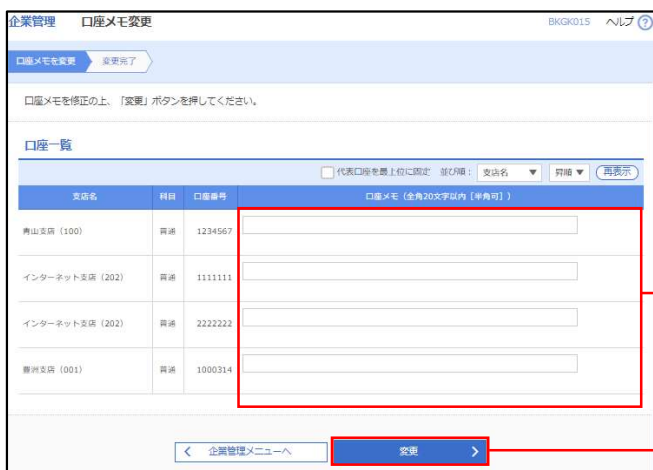 企業管理 口座メモ変更 BKGK015 ヘルプ ?
口座メモを変更 変更完了
口座メモを修正の上、「変更」ボタンを押してください。
口座一覧
代表口座を最上位に固定 並び順： 支店名 ▼ 昇順 ▼ 再表示
支店名 科目 口座番号 口座メモ（全角20文字以内［半角可］）
青山支店（100） 普通 1234567
インターネット支店（202） 普通 1111111
インターネット支店（202） 普通 2222222
豊洲支店（001） 普通 1000314
企業管理メニューへ 変更